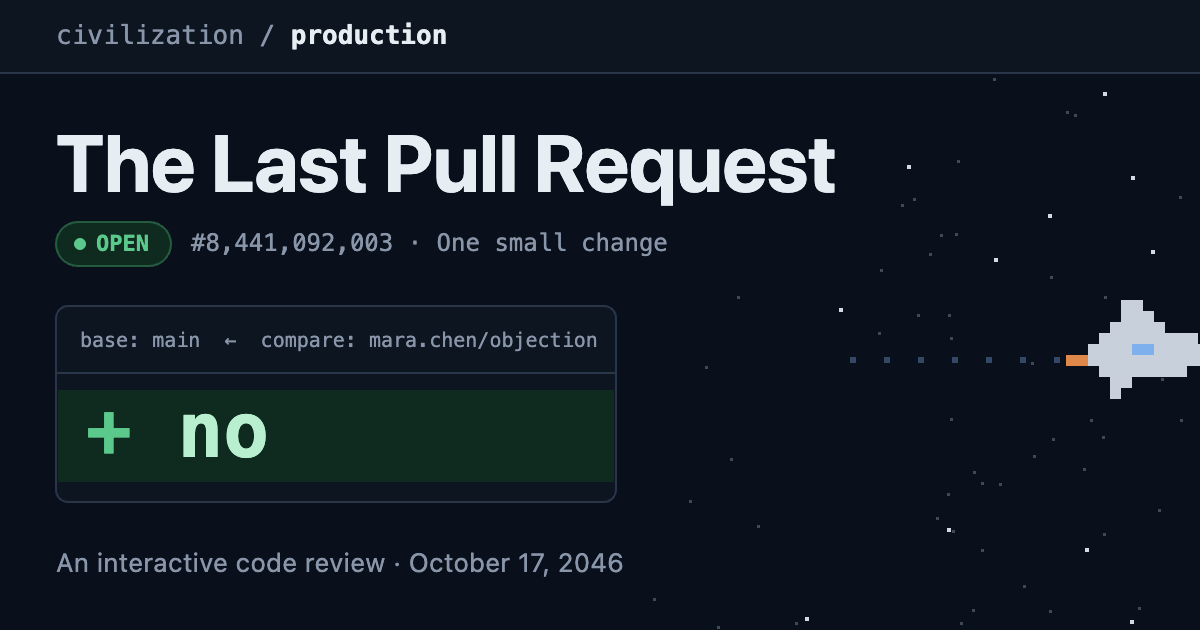 civilization / production
The Last Pull Request
OPEN #8,441,092,003 · One small change
base: main ← compare: mara.chen/objection
+ no
An interactive code review · October 17, 2046